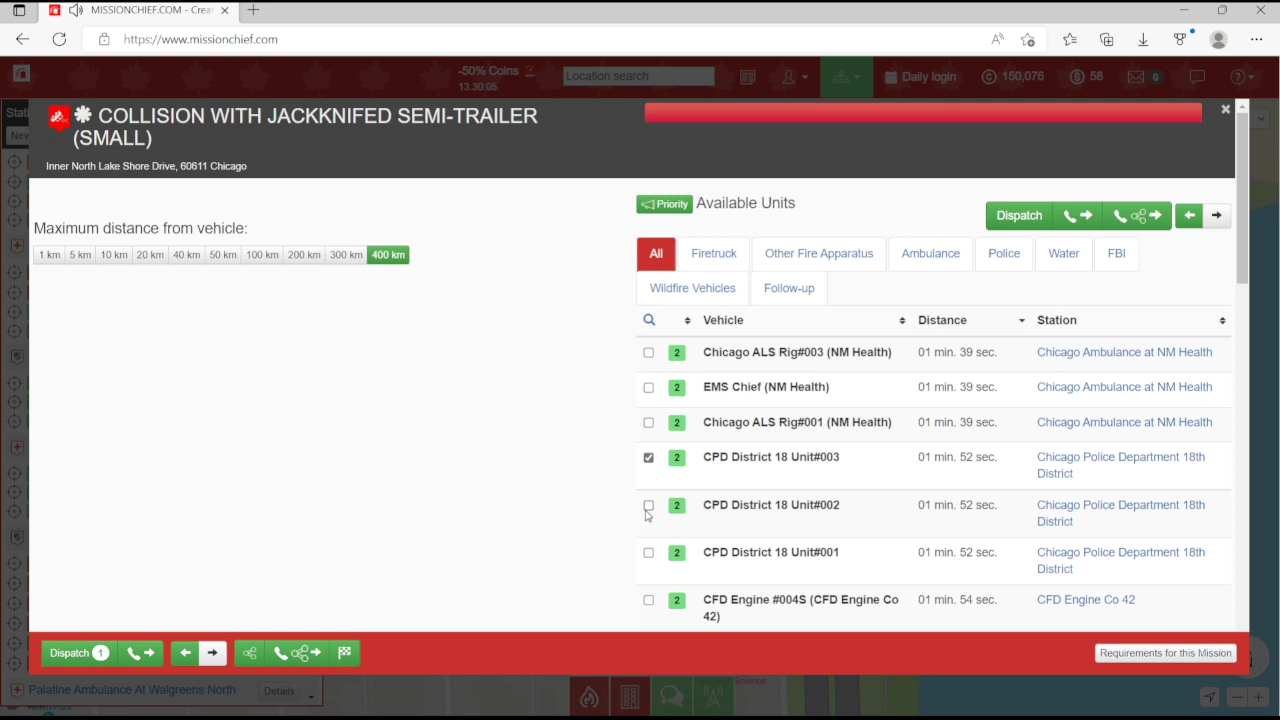 MISSIONCHIEF.COM - Crea
https://www.missionchief.com
-50% Coins
13:30:05
Location search
Daily login
150,076
58
0
COLLISION WITH JACKKNIFED SEMI-TRAILER
(SMALL)
Inner North Lake Shore Drive, 60611 Chicago
Priority Available Units
Dispatch
Maximum distance from vehicle:
1 km 5 km 10 km 20 km 40 km 50 km 100 km 200 km 300 km 400 km
All Firetruck Other Fire Apparatus Ambulance Police Water FBI
Wildfire Vehicles Follow-up
Vehicle Distance Station
2 Chicago ALS Rig#003 (NM Health) 01 min. 39 sec. Chicago Ambulance at NM Health
2 EMS Chief (NM Health) 01 min. 39 sec. Chicago Ambulance at NM Health
2 Chicago ALS Rig#001 (NM Health) 01 min. 39 sec. Chicago Ambulance at NM Health
2 CPD District 18 Unit#003 01 min. 52 sec. Chicago Police Department 18th
District
2 CPD District 18 Unit#002 01 min. 52 sec. Chicago Police Department 18th
District
2 CPD District 18 Unit#001 01 min. 52 sec. Chicago Police Department 18th
District
2 CFD Engine #004S (CFD Engine Co 01 min. 54 sec. CFD Engine Co 42
42)
Dispatch 1
Requirements for this Mission
Palatine Ambulance At Walgreens North Details
Science